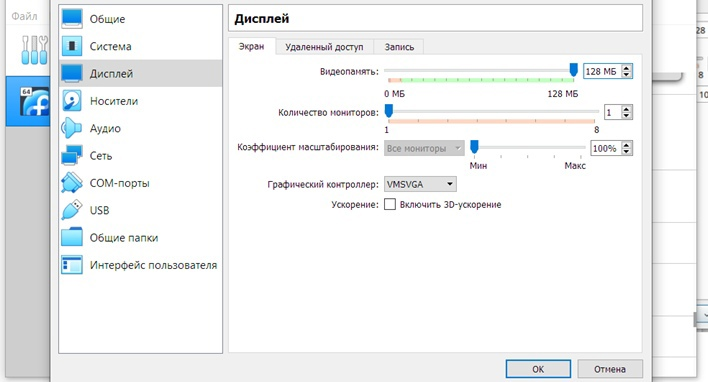 Файл
64
Общие
Система
Дисплей
Носители
Аудио
Сеть
COM-порты
USB
Общие папки
Интерфейс пользователя
Дисплей
Экран Удаленный доступ Запись
Видеопамять: 128 МБ
0 МБ 128 МБ
Количество мониторов: 1
1 8
Коэффициент масштабирования: Все мониторы 100%
Мин Макс
Графический контроллер: VMSVGA
Ускорение: Включить 3D-ускорение
OK Отмена